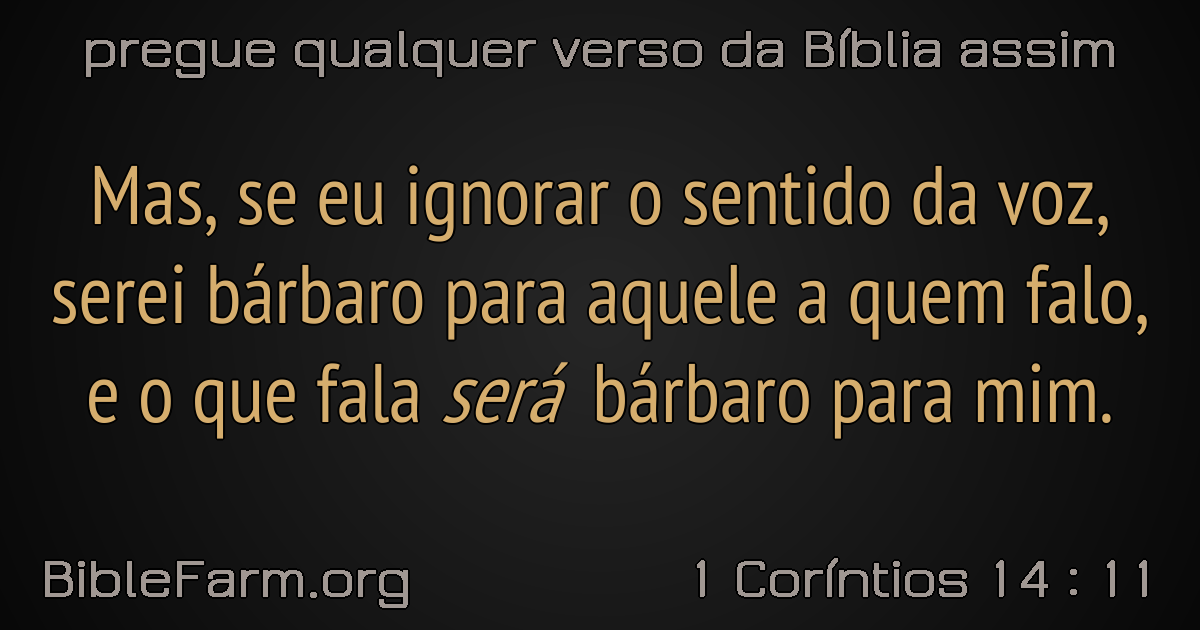 pregue qualquer verso da Bíblia assim
Mas, se eu ignorar o sentido da voz,
serei bárbaro para aquele a quem falo,
e o que fala será bárbaro para mim.
BibleFarm.org
1 Coríntios 14 : 11